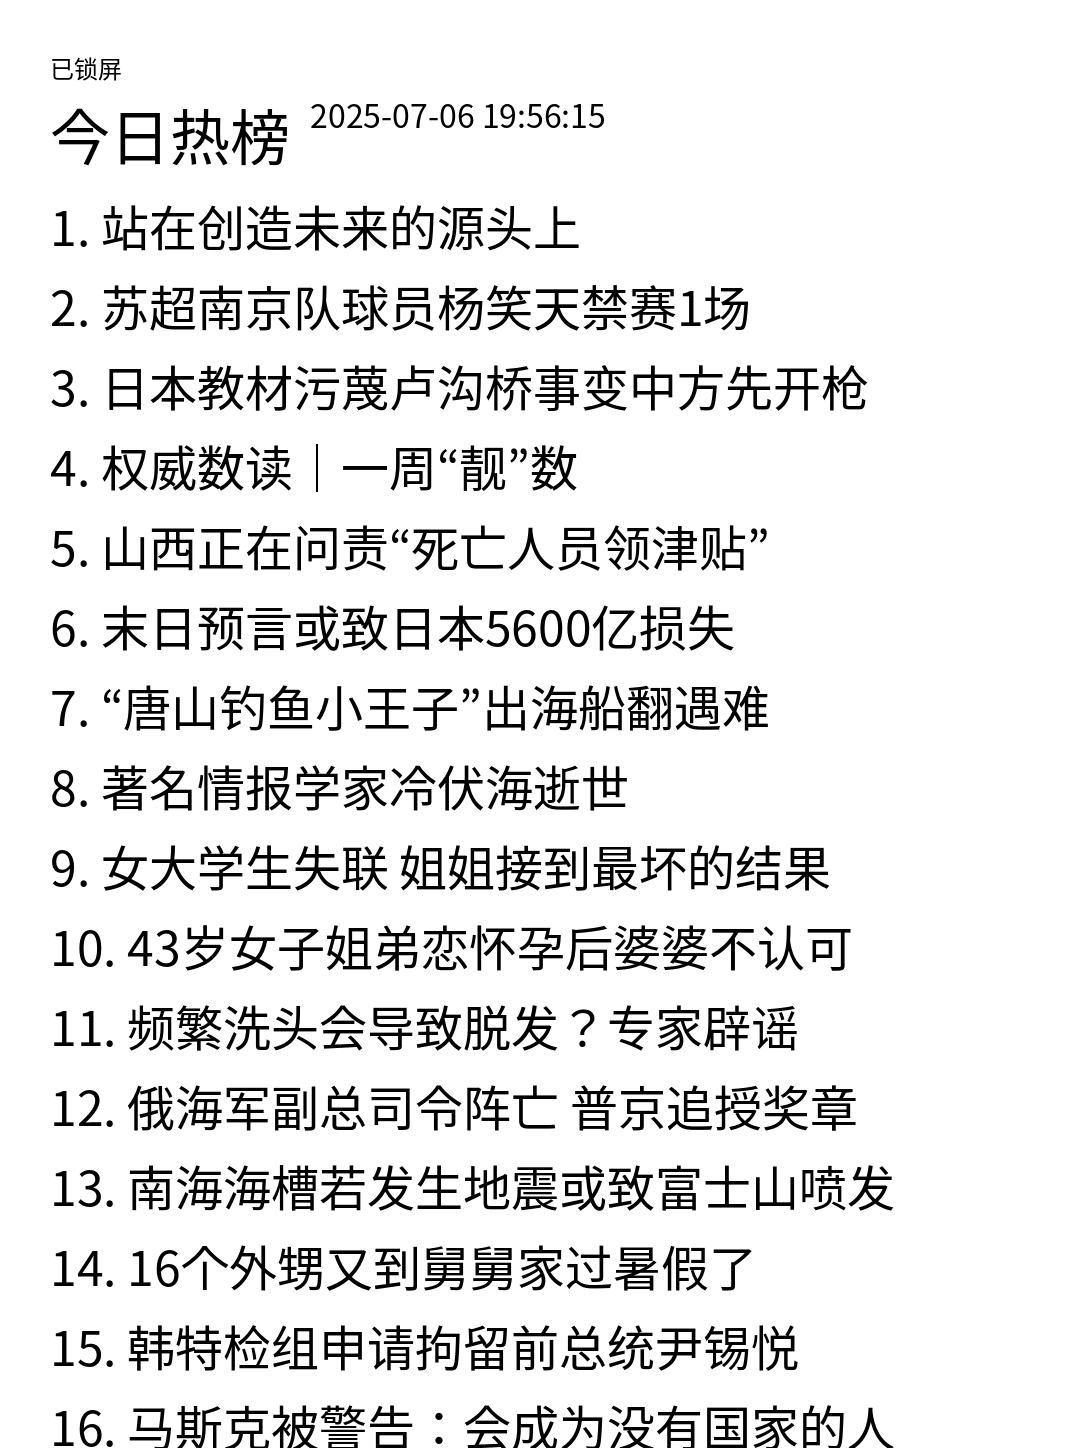 已锁屏
今日热榜 2025-07-06 19:56:15
1. 站在创造未来的源头上
2. 苏超南京队球员杨笑天禁赛1场
3. 日本教材污蔑卢沟桥事变中方先开枪
4. 权威数读｜一周“靓”数
5. 山西正在问责“死亡人员领津贴”
6. 末日预言或致日本5600亿损失
7. “唐山钓鱼小王子”出海船翻遇难
8. 著名情报学家冷伏海逝世
9. 女大学生失联 姐姐接到最坏的结果
10. 43岁女子姐弟恋怀孕后婆婆不认可
11. 频繁洗头会导致脱发？专家辟谣
12. 俄海军副总司令阵亡 普京追授奖章
13. 南海海槽若发生地震或致富士山喷发
14. 16个外甥又到舅舅家过暑假了
15. 韩特检组申请拘留前总统尹锡悦
16. 马斯克被警告：会成为没有国家的人